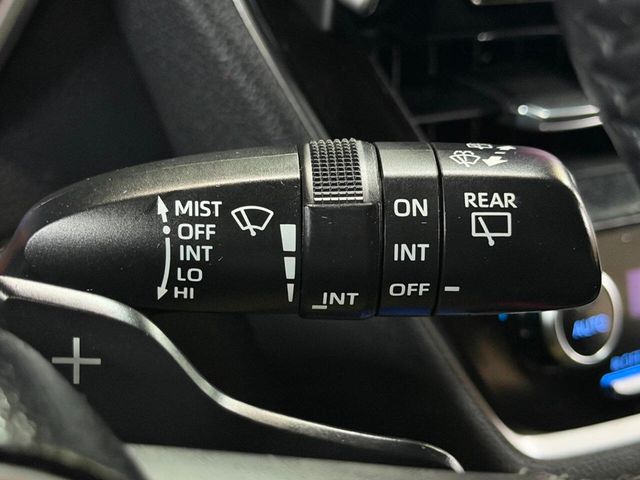 MIST
OFF
INT
LO
HI
INT
ON
INT
OFF
REAR
AUTO